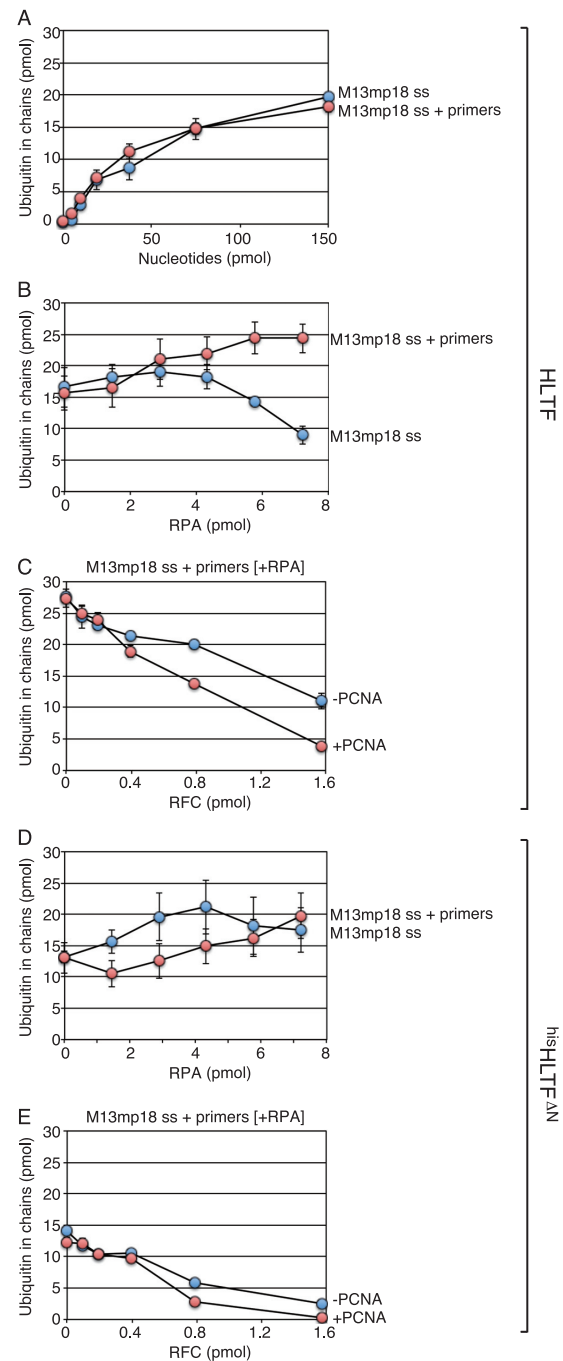 A
Ubiquitin in chains (pmol)
30
25
20
15
10
5
0
0 50 100 150
Nucleotides (pmol)
M13mp18 ss
M13mp18 ss + primers
B
Ubiquitin in chains (pmol)
30
25
20
15
10
5
0
0 2 4 6 8
RPA (pmol)
M13mp18 ss + primers
M13mp18 ss
C
M13mp18 ss + primers [+RPA]
Ubiquitin in chains (pmol)
30
25
20
15
10
5
0
0 0.4 0.8 1.2 1.6
RFC (pmol)
-PCNA
+PCNA
HLTF
D
Ubiquitin in chains (pmol)
30
25
20
15
10
5
0
0 2 4 6 8
RPA (pmol)
M13mp18 ss + primers
M13mp18 ss
E
M13mp18 ss + primers [+RPA]
Ubiquitin in chains (pmol)
30
25
20
15
10
5
0
0 0.4 0.8 1.2 1.6
RFC (pmol)
-PCNA
+PCNA
hisHLTFΔN